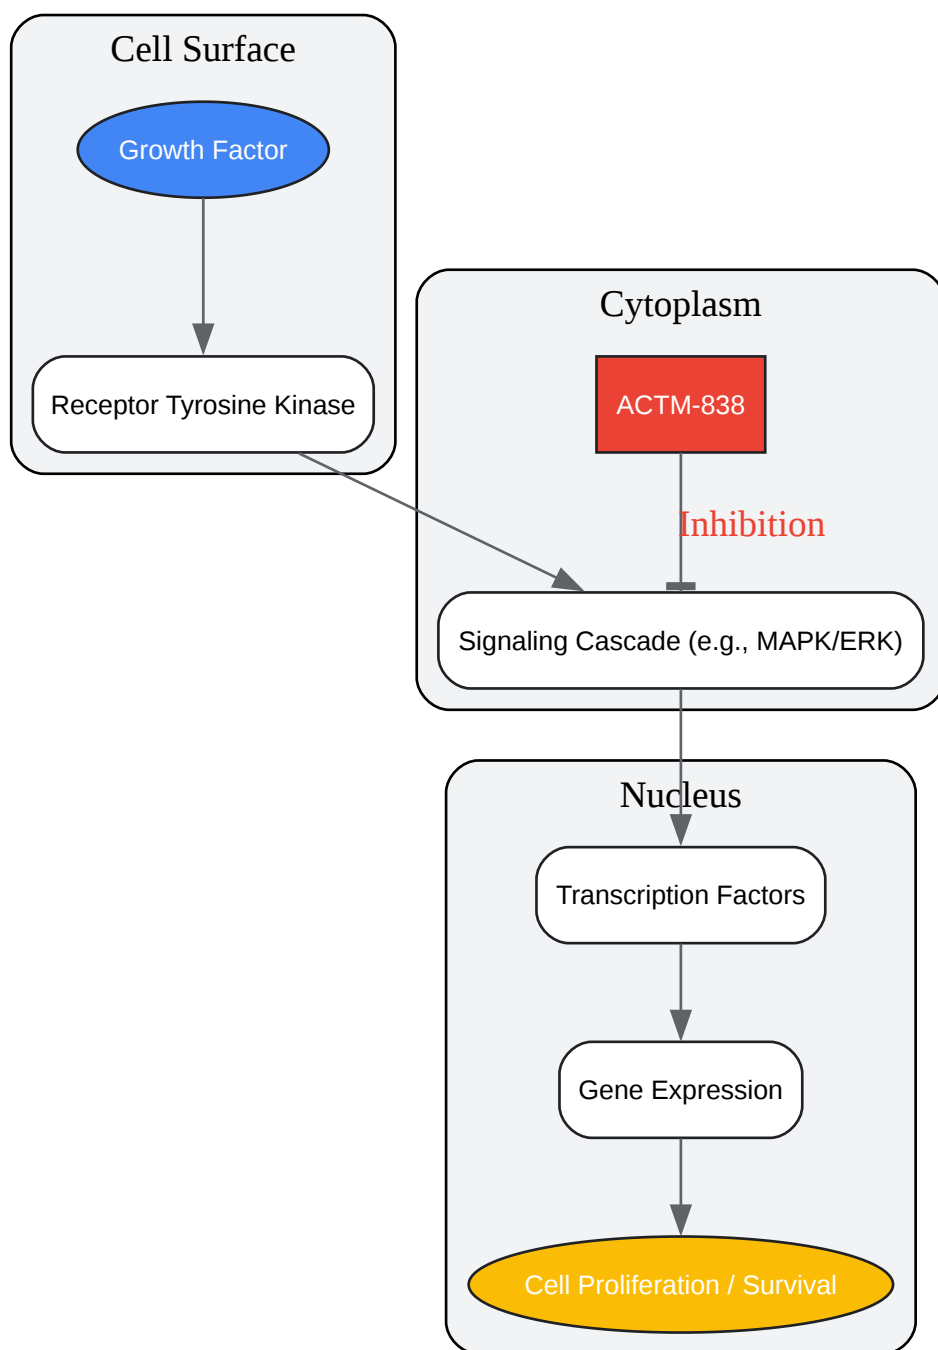 Cell Surface
Growth Factor
Receptor Tyrosine Kinase
Cytoplasm
ACTM-838
Inhibition
Signaling Cascade (e.g., MAPK/ERK)
Nucleus
Transcription Factors
Gene Expression
Cell Proliferation / Survival